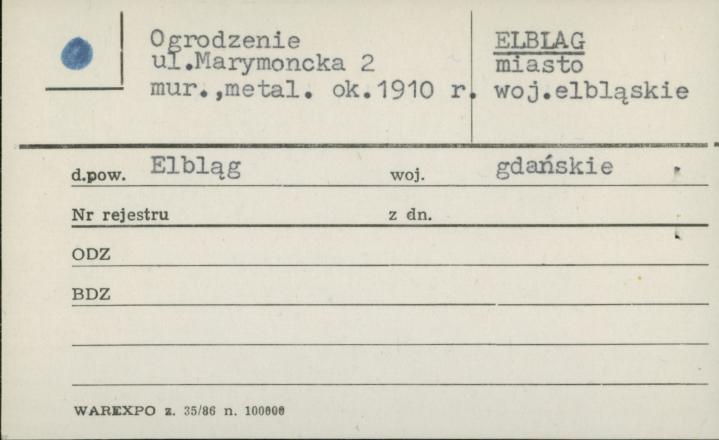 Ogrodzenie
ul.Marymoncka 2
mur.,metal. ok.1910 r.
ELBLĄG
miasto
woj.elbląskie
d.pow. Elbląg woj. gdańskie
Nr rejestru z dn.
ODZ
BDZ
WAREXPO z. 35/86 n. 100000